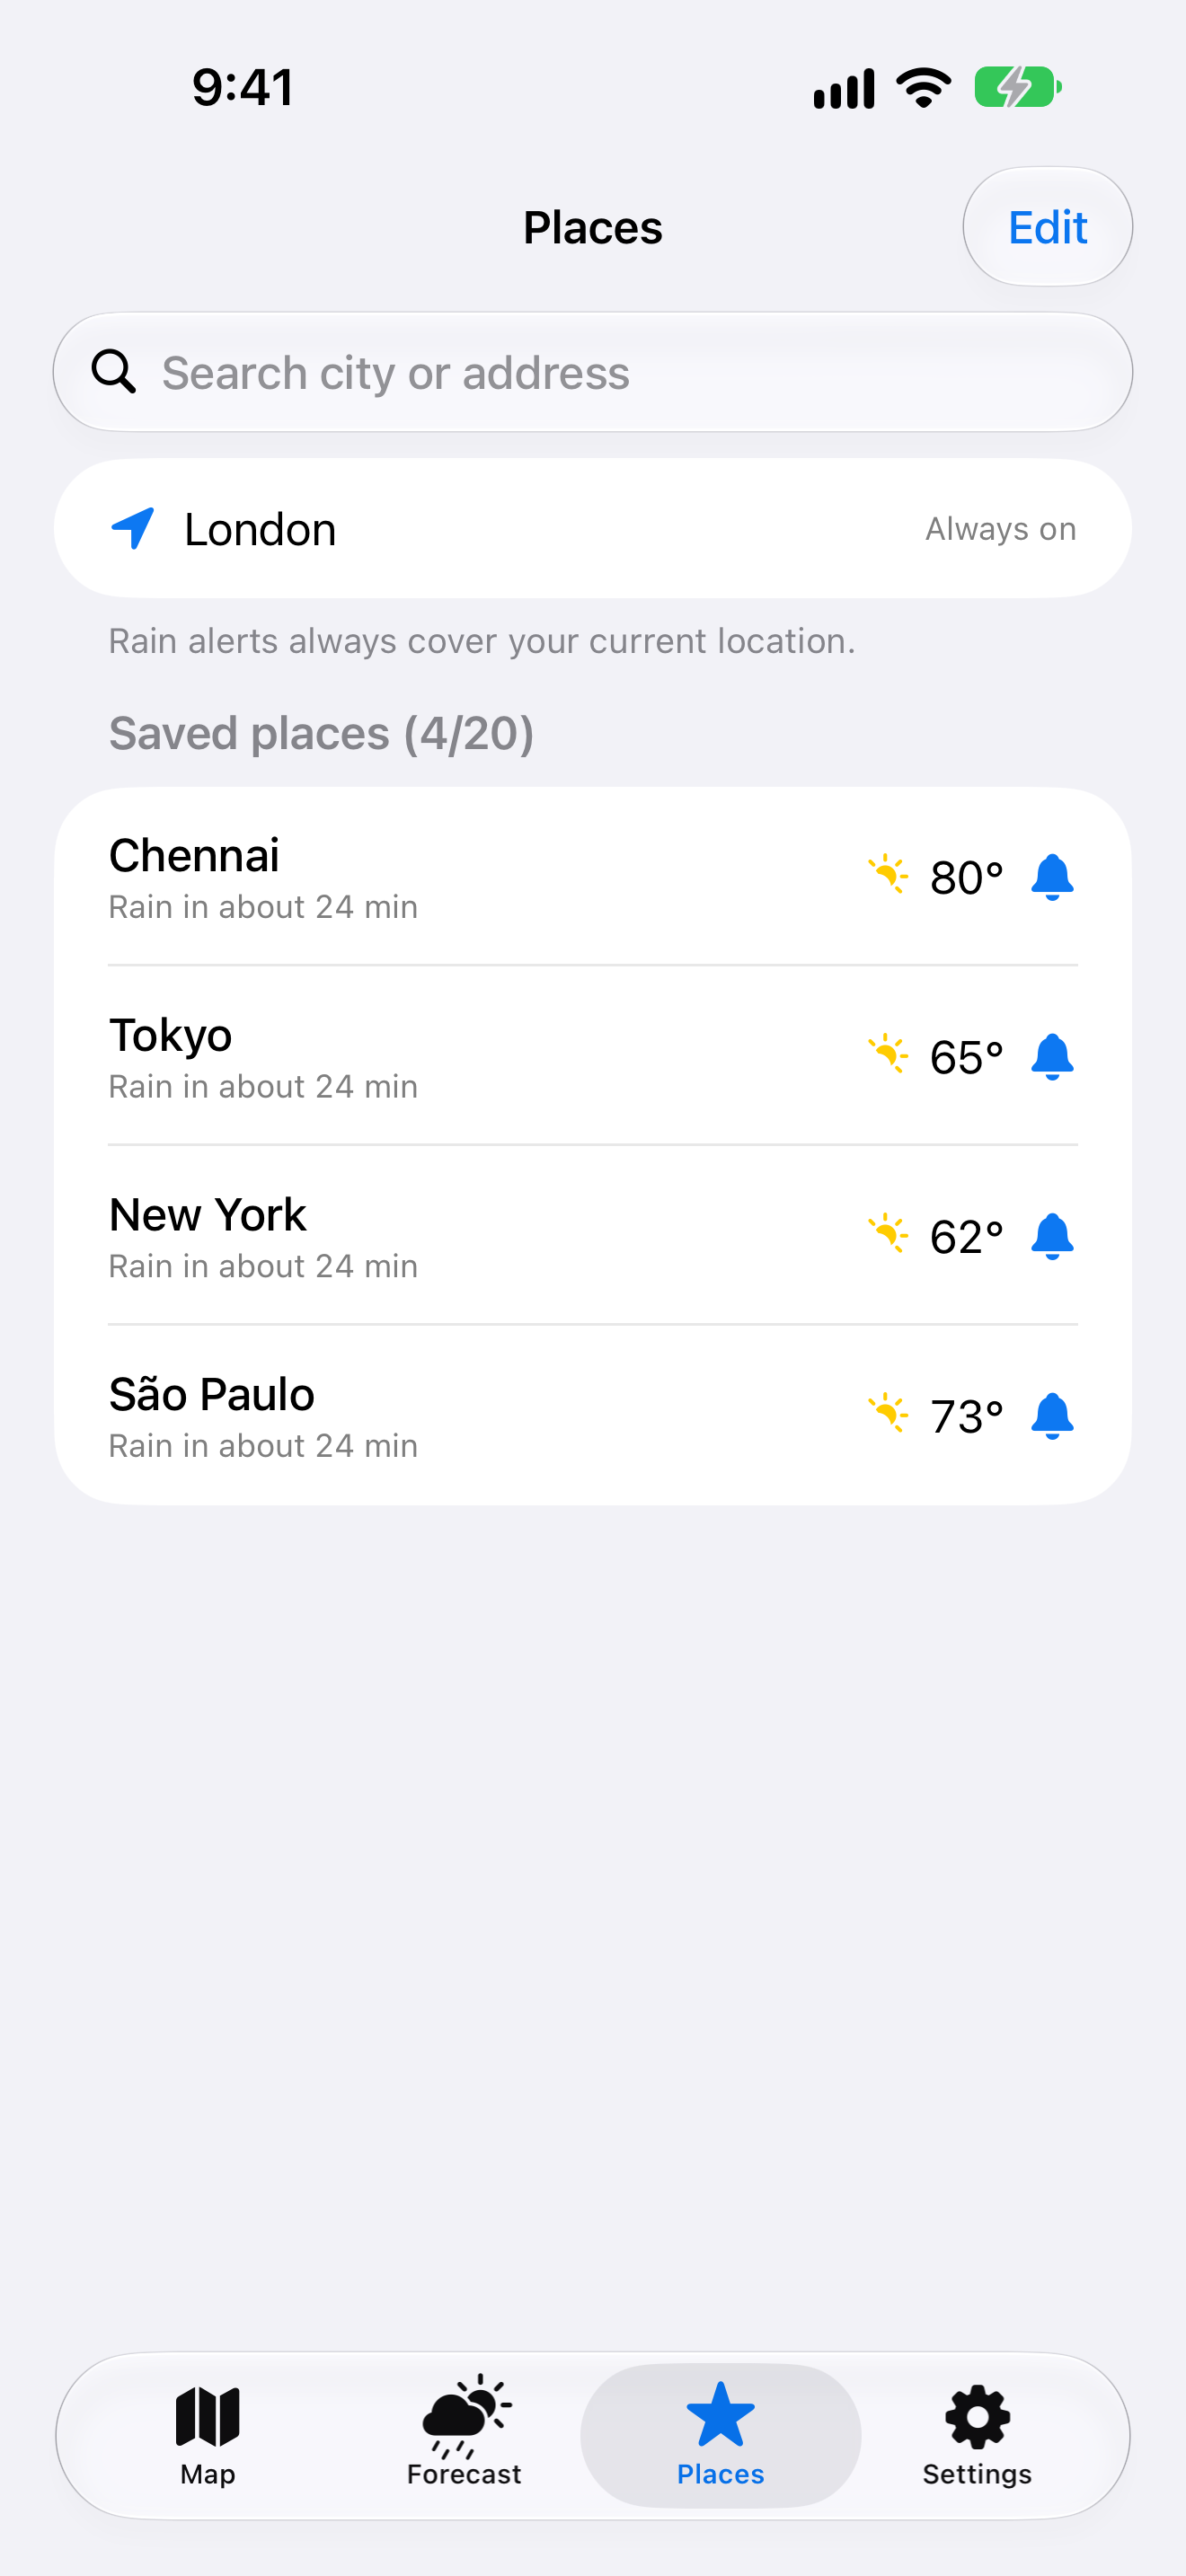 9:41
Places
Edit
Search city or address
London
Always on
Rain alerts always cover your current location.
Saved places (4/20)
Chennai
Rain in about 24 min
80°
Tokyo
Rain in about 24 min
65°
New York
Rain in about 24 min
62°
São Paulo
Rain in about 24 min
73°
Map
Forecast
Places
Settings